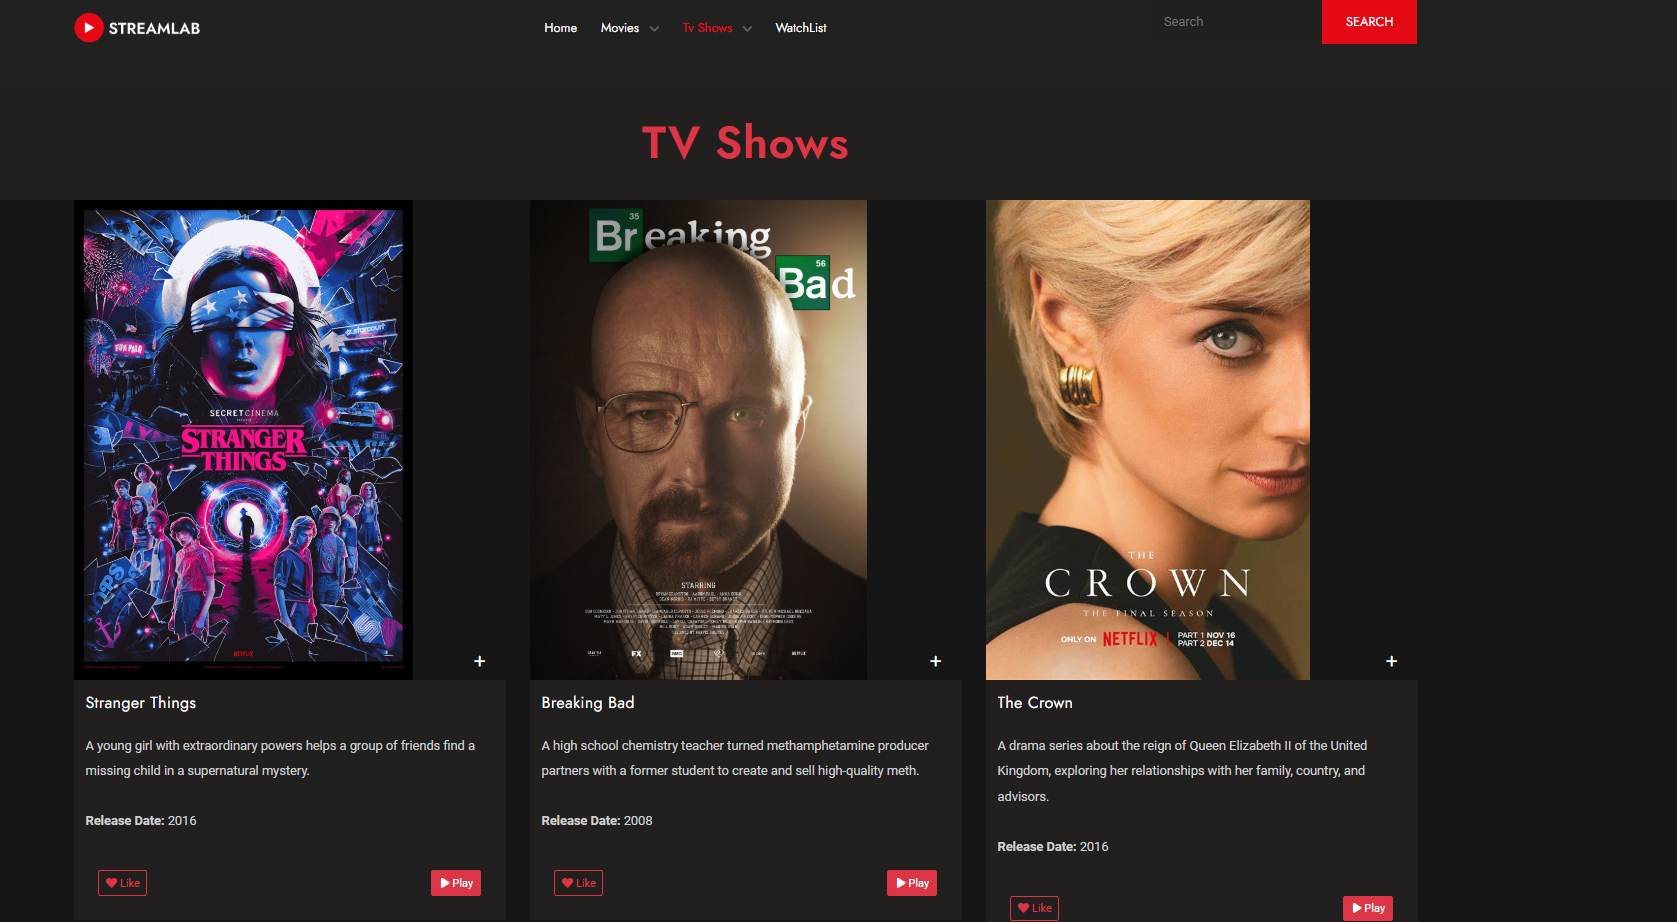 STREAMLAB
Home Movies Tv Shows WatchList
Search SEARCH
TV Shows
SECRETCINEMA
STRANGER
THINGS
FUN FAIR
NETFLIX
+
Stranger Things
A young girl with extraordinary powers helps a group of friends find a
missing child in a supernatural mystery.
Release Date: 2016
Like Play
35
Breaking
56
Bad
STARRING
FX
NETFLIX
+
Breaking Bad
A high school chemistry teacher turned methamphetamine producer
partners with a former student to create and sell high-quality meth.
Release Date: 2008
Like Play
THE
CROWN
THE FINAL SEASON
ONLY ON NETFLIX | PART 1 NOV 16
PART 2 DEC 14
+
The Crown
A drama series about the reign of Queen Elizabeth II of the United
Kingdom, exploring her relationships with her family, country, and
advisors.
Release Date: 2016
Like Play